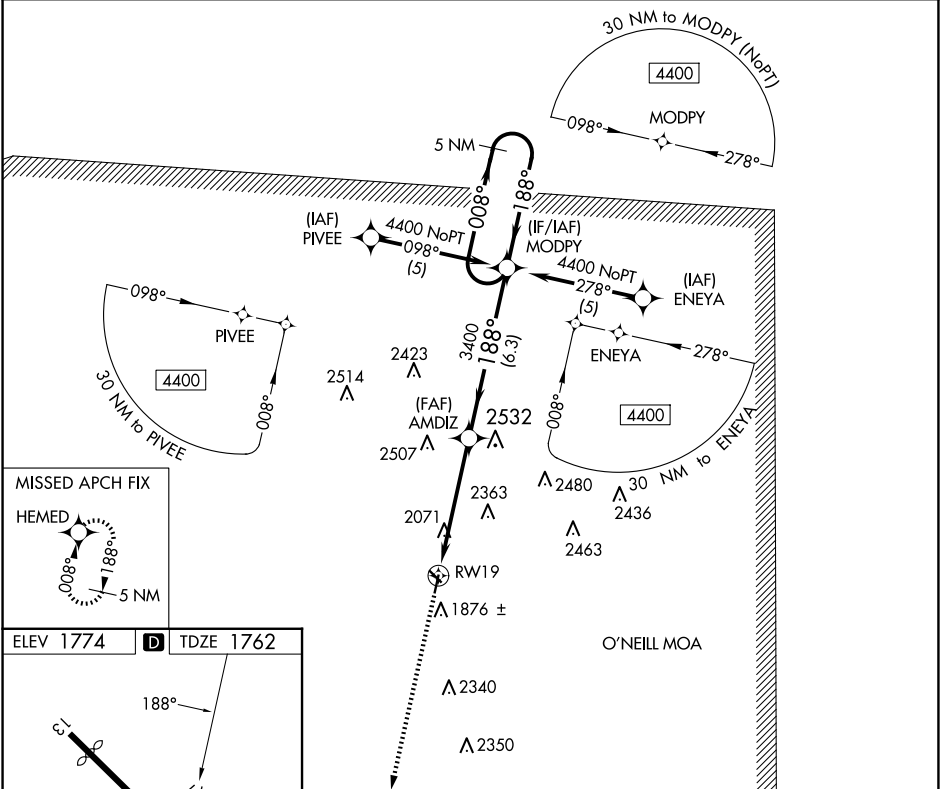 30 NM to MODPY (NoPT)
4400
MODPY
098°
278°
5 NM
008°
188°
(IAF)
PIVEE
4400 NoPT
098°
(5)
(IF/IAF)
MODPY
4400 NoPT
278°
(5)
(IAF)
ENEYA
098°
PIVEE
4400
008°
30 NM to PIVEE
3400
188°
(6.3)
ENEYA
278°
008°
4400
30 NM to ENEYA
2423
2514
(FAF)
AMDIZ
2532
2507
2480
2436
2363
2463
2071
RW19
1876 ±
O'NEILL MOA
2340
2350
MISSED APCH FIX
HEMED
008°
188°
5 NM
ELEV 1774 D TDZE 1762
188°
13